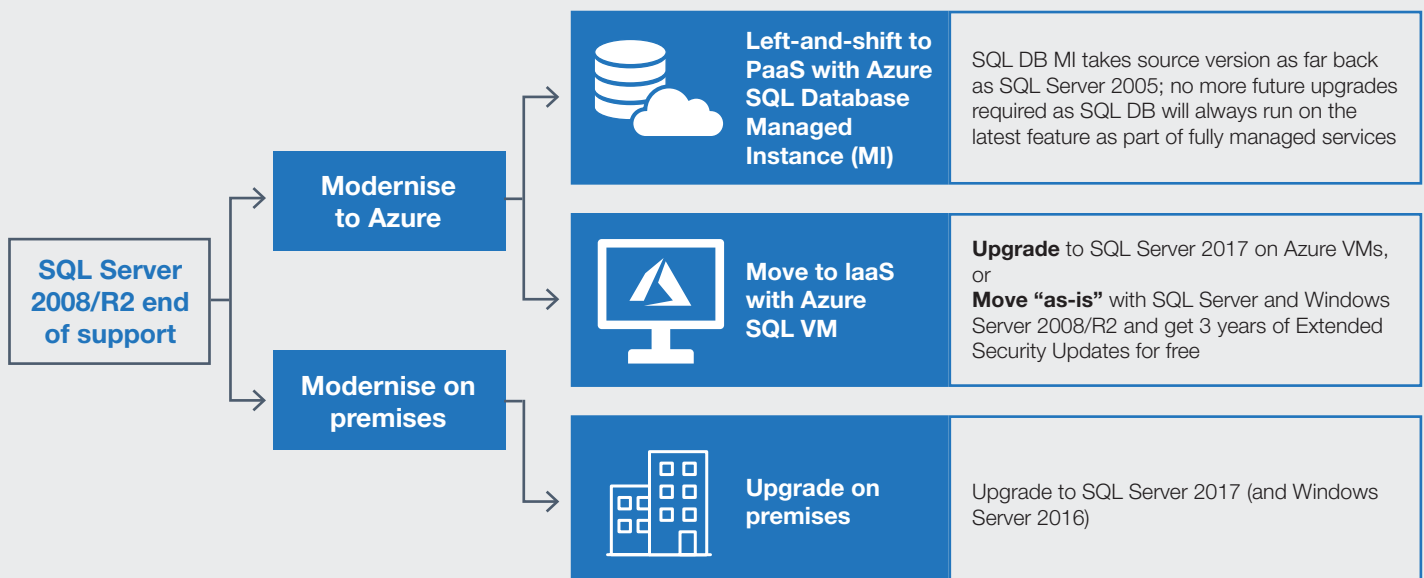 SQL Server
2008/R2 end
of support
Modernise
to Azure
Modernise on
premises
Left-and-shift to
PaaS with Azure
SQL Database
Managed
Instance (MI)
SQL DB MI takes source version as far back
as SQL Server 2005; no more future upgrades
required as SQL DB will always run on the
latest feature as part of fully managed services
Move to IaaS
with Azure
SQL VM
Upgrade to SQL Server 2017 on Azure VMs,
or
Move “as-is” with SQL Server and Windows
Server 2008/R2 and get 3 years of Extended
Security Updates for free
Upgrade on
premises
Upgrade to SQL Server 2017 (and Windows
Server 2016)